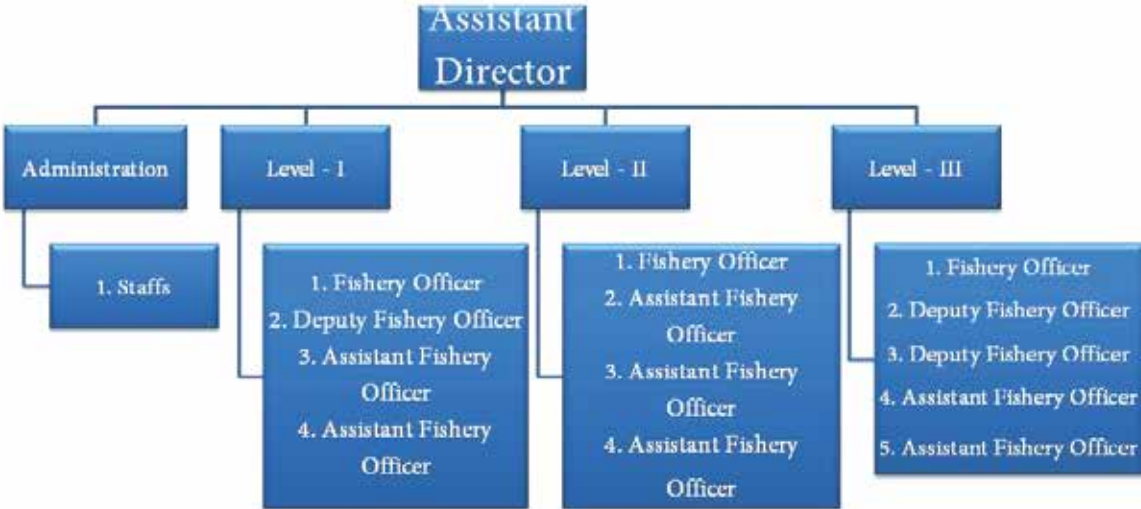 Assistant
Director
Administration
Level - I
Level - II
Level - III
1. Staffs
1. Fishery Officer
2. Deputy Fishery Officer
3. Assistant Fishery
Officer
4. Assistant Fishery
Officer
1. Fishery Officer
2. Assistant Fishery
Officer
3. Assistant Fishery
Officer
4. Assistant Fishery
Officer
1. Fishery Officer
2. Deputy Fishery Officer
3. Deputy Fishery Officer
4. Assistant Fishery Officer
5. Assistant Fishery Officer